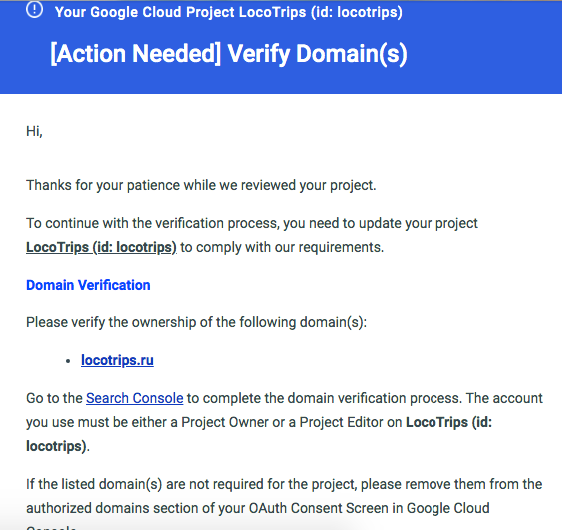 Your Google Cloud Project LocoTrips (id: locotrips)
[Action Needed] Verify Domain(s)
Hi,
Thanks for your patience while we reviewed your project.
To continue with the verification process, you need to update your project
LocoTrips (id: locotrips) to comply with our requirements.
Domain Verification
Please verify the ownership of the following domain(s):
• locotrips.ru
Go to the Search Console to complete the domain verification process. The account
you use must be either a Project Owner or a Project Editor on LocoTrips (id:
locotrips).
If the listed domain(s) are not required for the project, please remove them from the
authorized domains section of your OAuth Consent Screen in Google Cloud